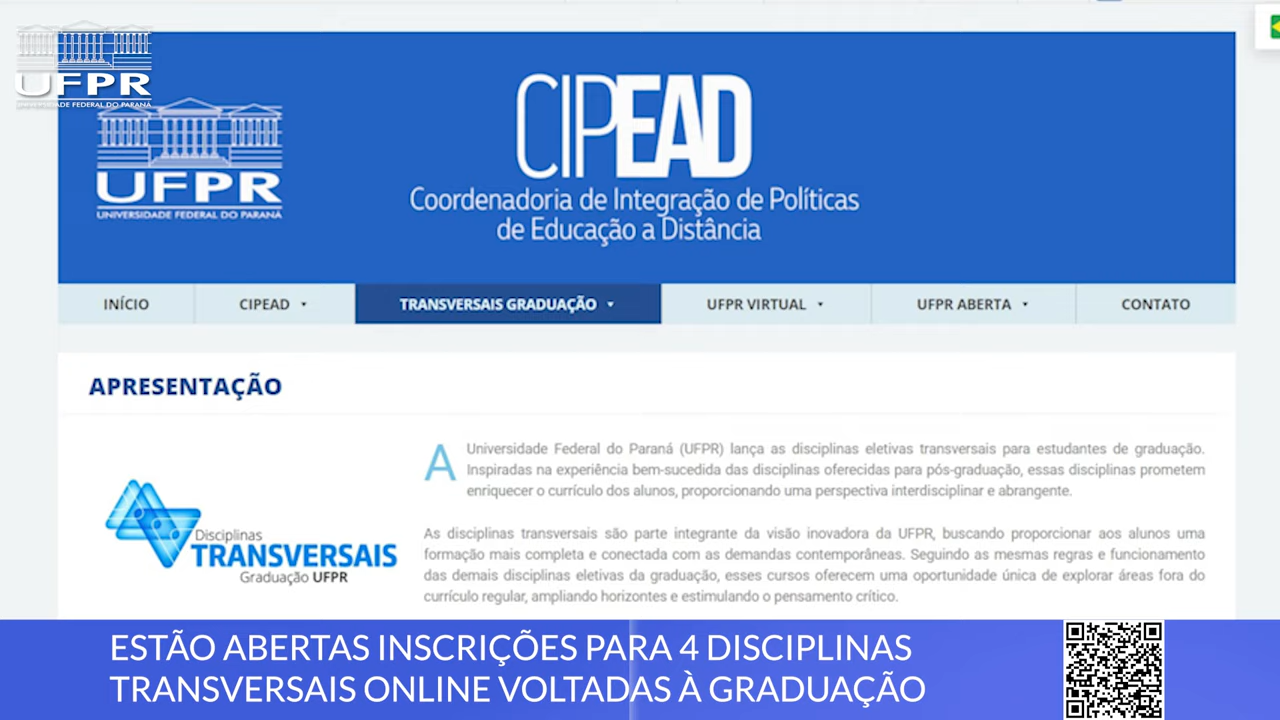 UFPR
UNIVERSIDADE FEDERAL DO PARANÁ
UFPR
UNIVERSIDADE FEDERAL DO PARANÁ
CIPEAD
Coordenadoria de Integração de Políticas
de Educação a Distância
INÍCIO CIPEAD TRANSVERSAIS GRADUAÇÃO UFPR VIRTUAL UFPR ABERTA CONTATO
APRESENTAÇÃO
A Universidade Federal do Paraná (UFPR) lança as disciplinas eletivas transversais para estudantes de graduação.
Inspiradas na experiência bem-sucedida das disciplinas oferecidas para pós-graduação, essas disciplinas prometem
enriquecer o currículo dos alunos, proporcionando uma perspectiva interdisciplinar e abrangente.
Disciplinas
TRANSVERSAIS
Graduação UFPR
As disciplinas transversais são parte integrante da visão inovadora da UFPR, buscando proporcionar aos alunos uma
formação mais completa e conectada com as demandas contemporâneas. Seguindo as mesmas regras e funcionamento
das demais disciplinas eletivas da graduação, esses cursos oferecem uma oportunidade única de explorar áreas fora do
currículo regular, ampliando horizontes e estimulando o pensamento crítico.
ESTÃO ABERTAS INSCRIÇÕES PARA 4 DISCIPLINAS
TRANSVERSAIS ONLINE VOLTADAS À GRADUAÇÃO